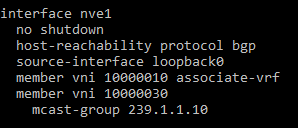 interface nve1
  no shutdown
  host-reachability protocol bgp
  source-interface loopback0
  member vni 10000010 associate-vrf
  member vni 10000030
    mcast-group 239.1.1.10